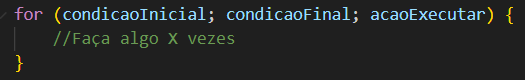 for (condicaoInicial; condicaoFinal; acaoExecutar) {
//Faça algo X vezes
}